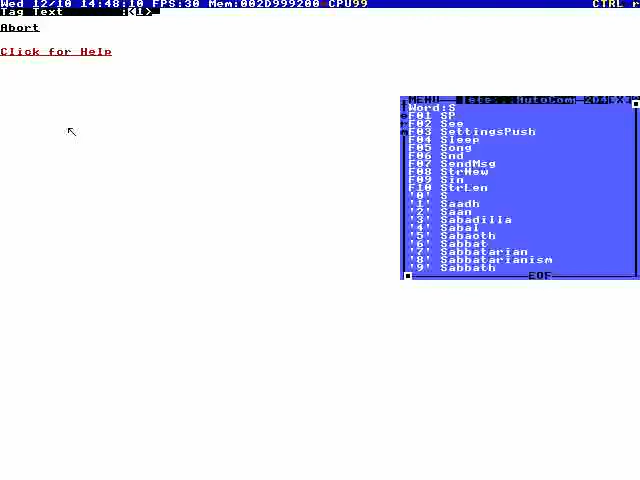 Wed 12/10 14:48:10 FPS:30 Mem:002D999200 CPU99 CTRL r
Tag Text :<1>
Abort
Click for Help
MENU AutoCom
Word:S
F01 SP
F02 See
F03 SettingsPush
F04 Sleep
F05 Song
F06 Snd
F07 SendMsg
F08 StrNew
F09 Sin
F10 StrLen
'0' S
'1' Saadh
'2' Saan
'3' Sabadilla
'4' Sabal
'5' Sabaoth
'6' Sabbat
'7' Sabbatarian
'8' Sabbatarianism
'9' Sabbath
EOF